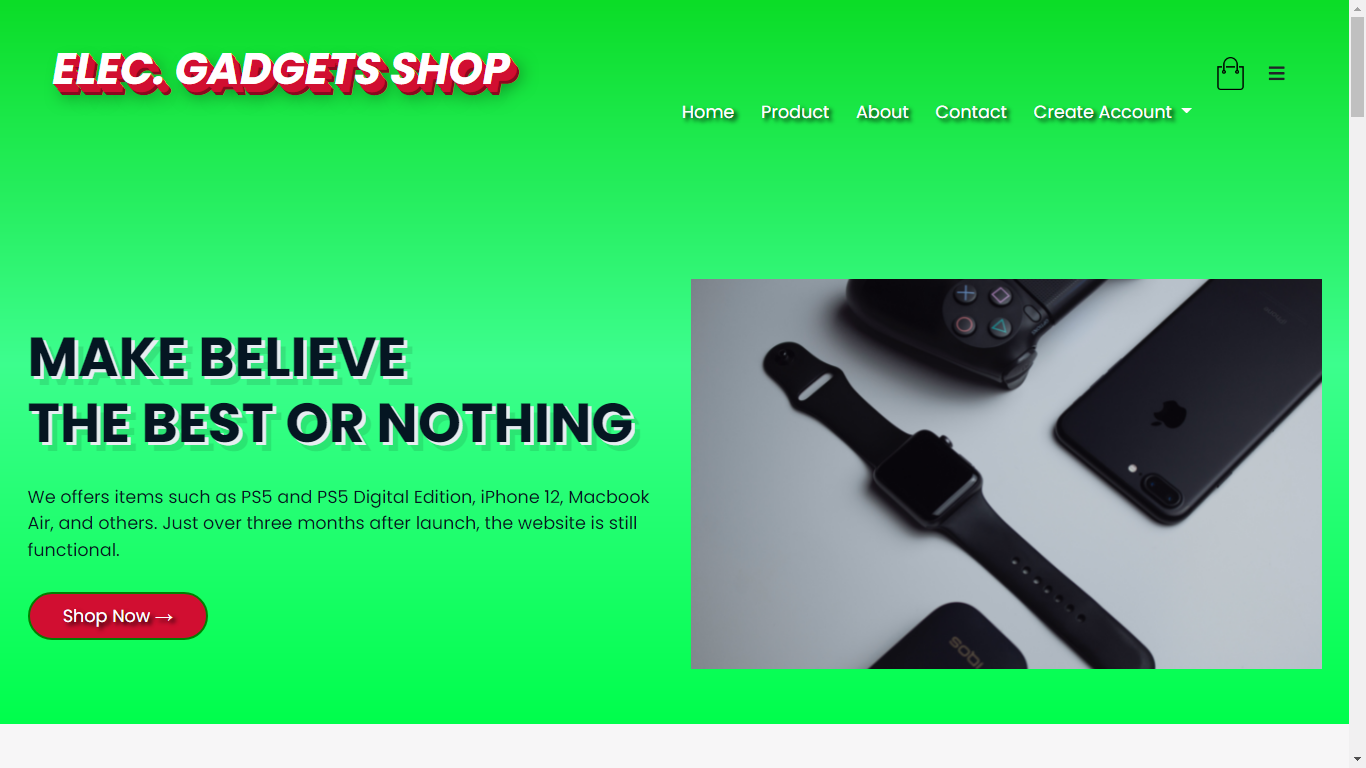 ELEC. GADGETS SHOP
Home Product About Contact Create Account
MAKE BELIEVE
THE BEST OR NOTHING
We offers items such as PS5 and PS5 Digital Edition, iPhone 12, Macbook
Air, and others. Just over three months after launch, the website is still
functional.
Shop Now →
iPhone
IQOS